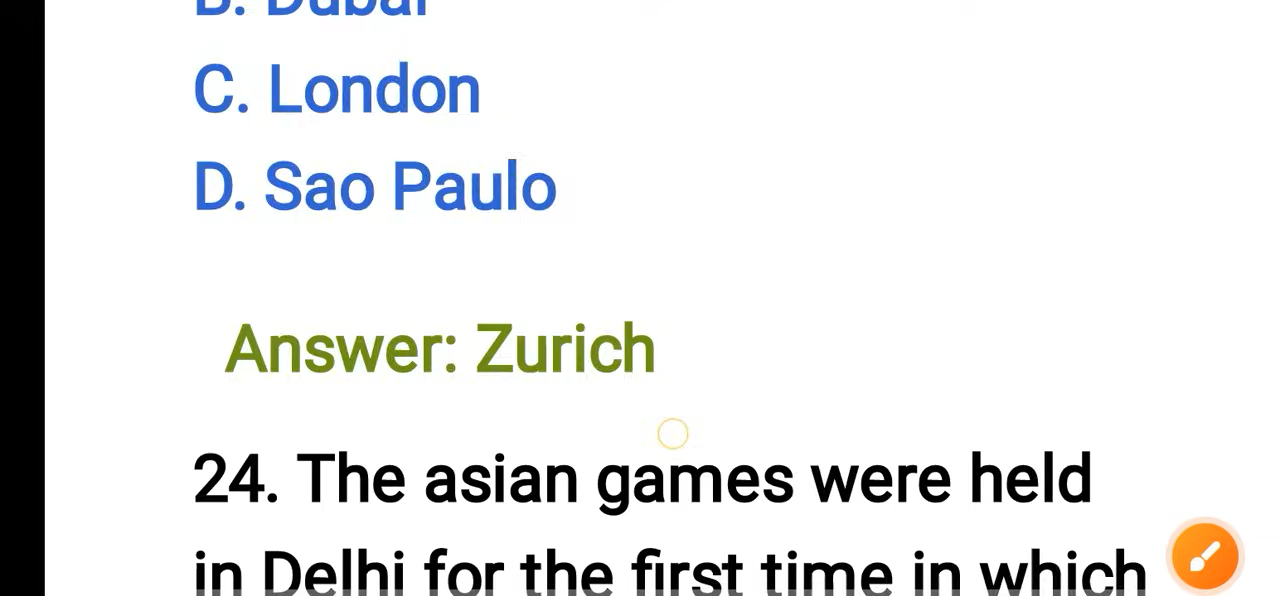 B. Dubai
C. London
D. Sao Paulo
Answer: Zurich
24. The asian games were held
in Delhi for the first time in which